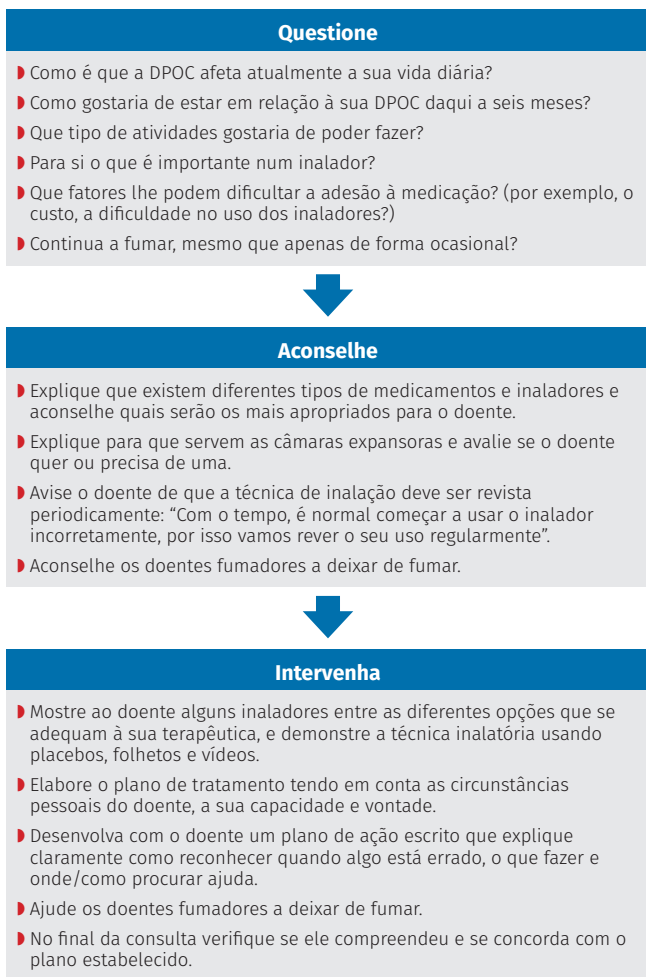 Questione
Como é que a DPOC afeta atualmente a sua vida diária?
Como gostaria de estar em relação à sua DPOC daqui a seis meses?
Que tipo de atividades gostaria de poder fazer?
Para si o que é importante num inalador?
Que fatores lhe podem dificultar a adesão à medicação? (por exemplo, o
custo, a dificuldade no uso dos inaladores?)
Continua a fumar, mesmo que apenas de forma ocasional?
Aconselhe
Explique que existem diferentes tipos de medicamentos e inaladores e
aconselhe quais serão os mais apropriados para o doente.
Explique para que servem as câmaras expansoras e avalie se o doente
quer ou precisa de uma.
Avise o doente de que a técnica de inalação deve ser revista
periodicamente: “Com o tempo, é normal começar a usar o inalador
incorretamente, por isso vamos rever o seu uso regularmente”.
Aconselhe os doentes fumadores a deixar de fumar.
Intervenha
Mostre ao doente alguns inaladores entre as diferentes opções que se
adequam à sua terapêutica, e demonstre a técnica inalatória usando
placebos, folhetos e vídeos.
Elabore o plano de tratamento tendo em conta as circunstâncias
pessoais do doente, a sua capacidade e vontade.
Desenvolva com o doente um plano de ação escrito que explique
claramente como reconhecer quando algo está errado, o que fazer e
onde/como procurar ajuda.
Ajude os doentes fumadores a deixar de fumar.
No final da consulta verifique se ele compreendeu e se concorda com o
plano estabelecido.